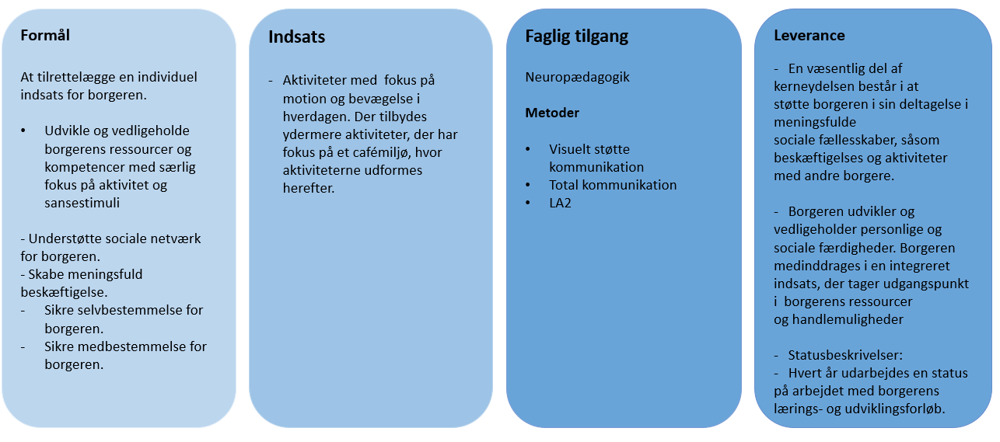 Formål
At tilrettelægge en individuel
indsats for borgeren.
• Udvikle og vedligeholde
borgerens ressourcer og
kompetencer med særlig
fokus på aktivitet og
sansestimuli
- Understøtte sociale netværk
for borgeren.
- Skabe meningsfuld
beskæftigelse.
- Sikre selvbestemmelse for
borgeren.
- Sikre medbestemmelse for
borgeren.
Indsats
- Aktiviteter med fokus på
motion og bevægelse i
hverdagen. Der tilbydes
ydermere aktiviteter, der har
fokus på et cafémiljø, hvor
aktiviteterne udformes
herefter.
Faglig tilgang
Neuropædagogik
Metoder
• Visuelt støtte
kommunikation
• Total kommunikation
• LA2
Leverance
- En væsentlig del af
kerneydelsen består i at
støtte borgeren i sin deltagelse i
meningsfulde
sociale fællesskaber, såsom
beskæftigelses og aktiviteter
med andre borgere.
- Borgeren udvikler og
vedligeholder personlige og
sociale færdigheder. Borgeren
medinddrages i en integreret
indsats, der tager udgangspunkt
i borgerens ressourcer
og handlemuligheder
- Statusbeskrivelser:
- Hvert år udarbejdes en status
på arbejdet med borgerens
lærings- og udviklingsforløb.